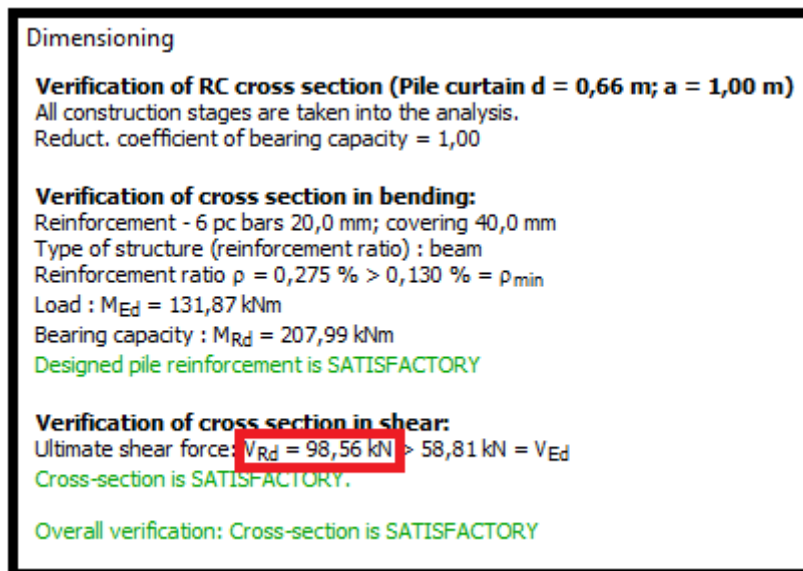 Dimensioning
Verification of RC cross section (Pile curtain d = 0,66 m; a = 1,00 m)
All construction stages are taken into the analysis.
Reduct. coefficient of bearing capacity = 1,00
Verification of cross section in bending:
Reinforcement - 6 pc bars 20,0 mm; covering 40,0 mm
Type of structure (reinforcement ratio) : beam
Reinforcement ratio ρ = 0,275 % > 0,130 % = ρmin
Load : MEd = 131,87 kNm
Bearing capacity : MRd = 207,99 kNm
Designed pile reinforcement is SATISFACTORY
Verification of cross section in shear:
Ultimate shear force: VRd = 98,56 kN > 58,81 kN = VEd
Cross-section is SATISFACTORY.
Overall verification: Cross-section is SATISFACTORY